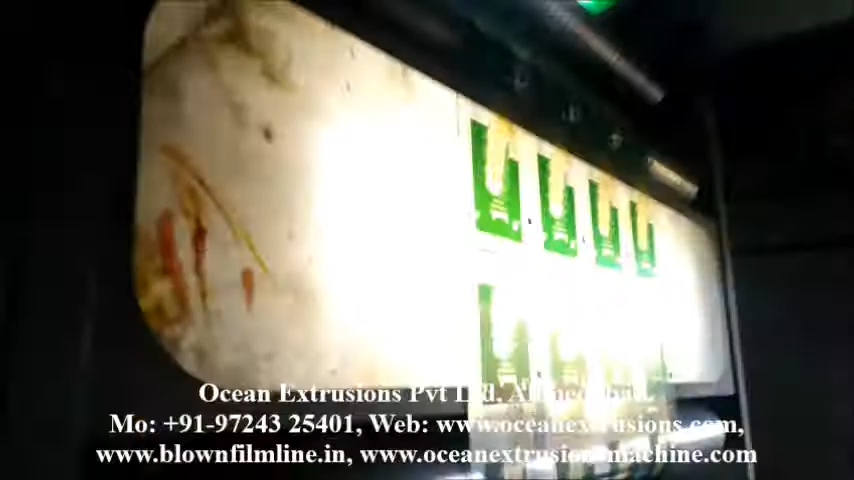 Ocean Extrusions Pvt Ltd, Ahmedabad.
Mo: +91-97243 25401, Web: www.oceanextrusions.com,
www.blownfilmline.in, www.oceanextrusionsmachine.com